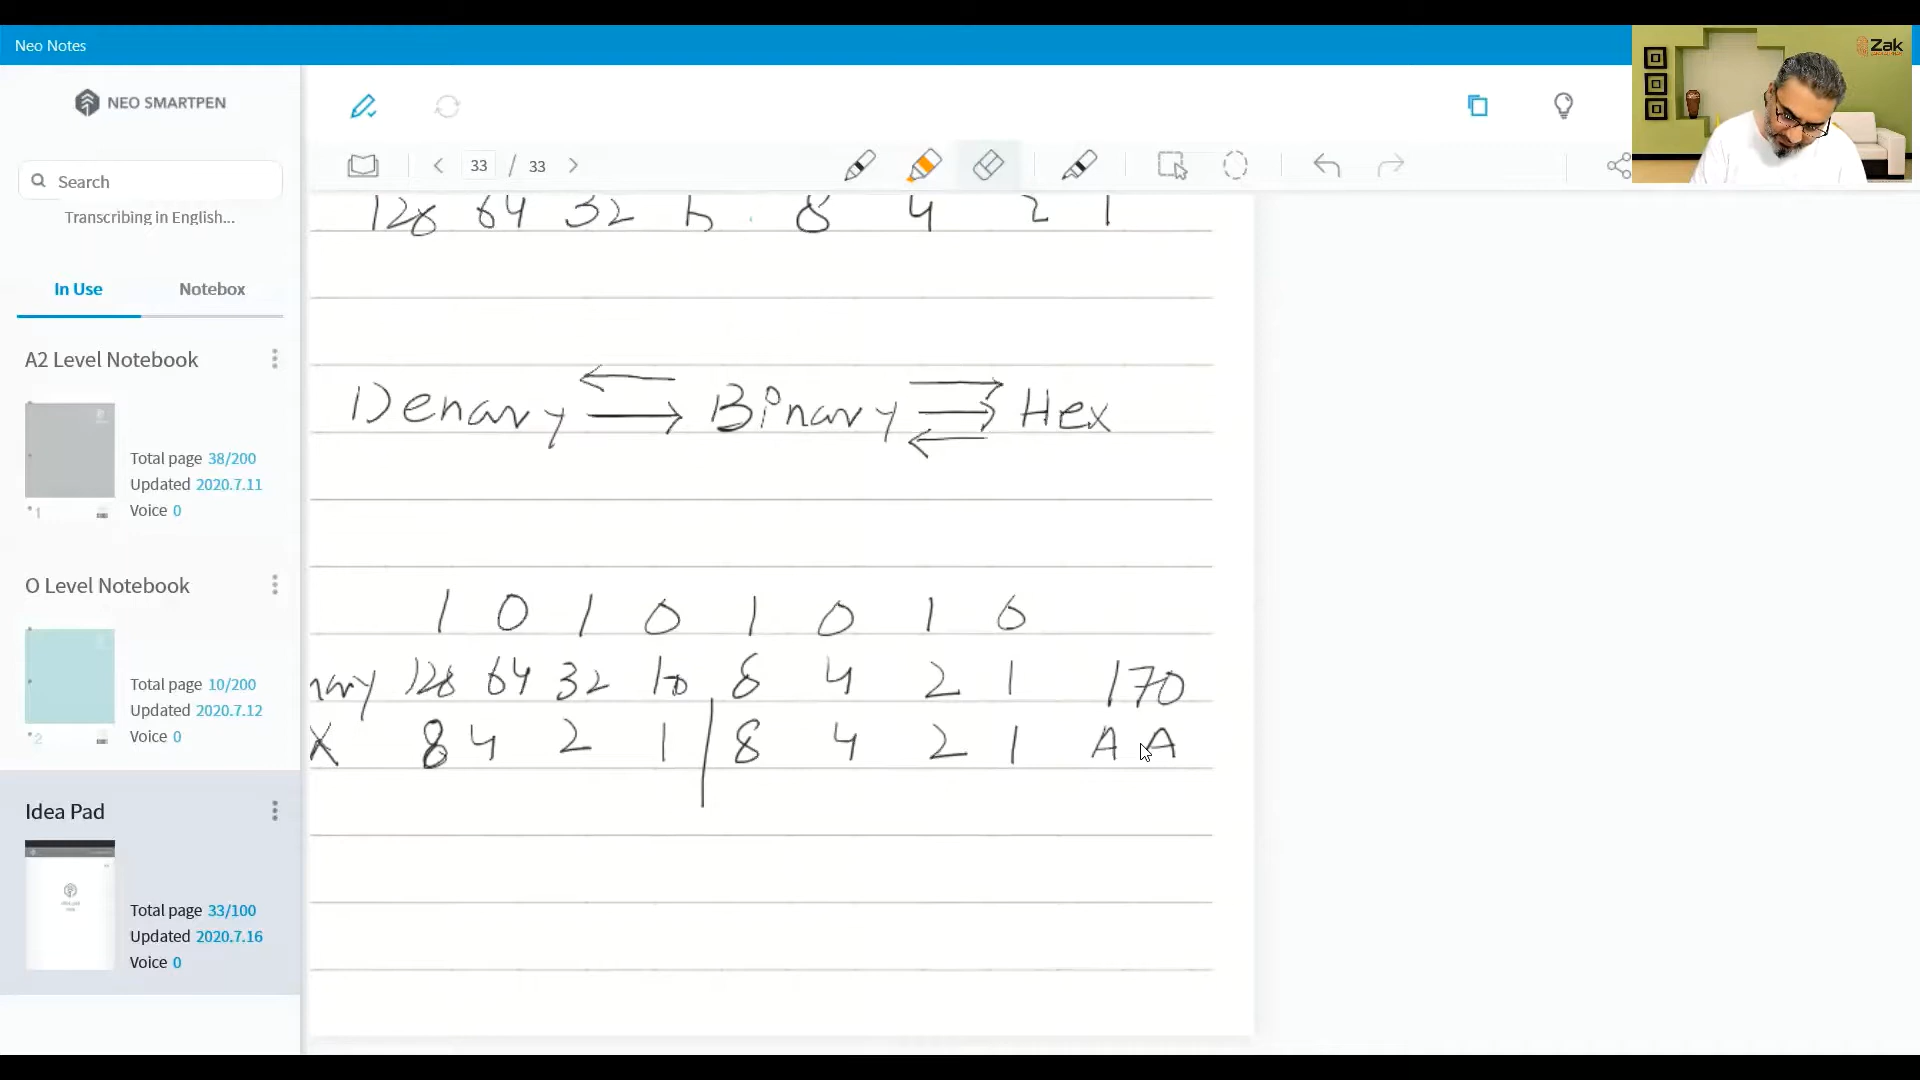 Neo Notes
Zak
NEO SMARTPEN
33 / 33
Search
Transcribing in English...
In Use Notebox
A2 Level Notebook
Total page 38/200
Updated 2020.7.11
Voice 0
1
O Level Notebook
Total page 10/200
Updated 2020.7.12
Voice 0
2
Idea Pad
Total page 33/100
Updated 2020.7.16
Voice 0
128 64 32 8 4 2 1
Denary Binary Hex
1 0 1 0 1 0 1 0
nary 128 64 32 16 8 4 2 1 170
X 8 4 2 1 8 4 2 1 A A